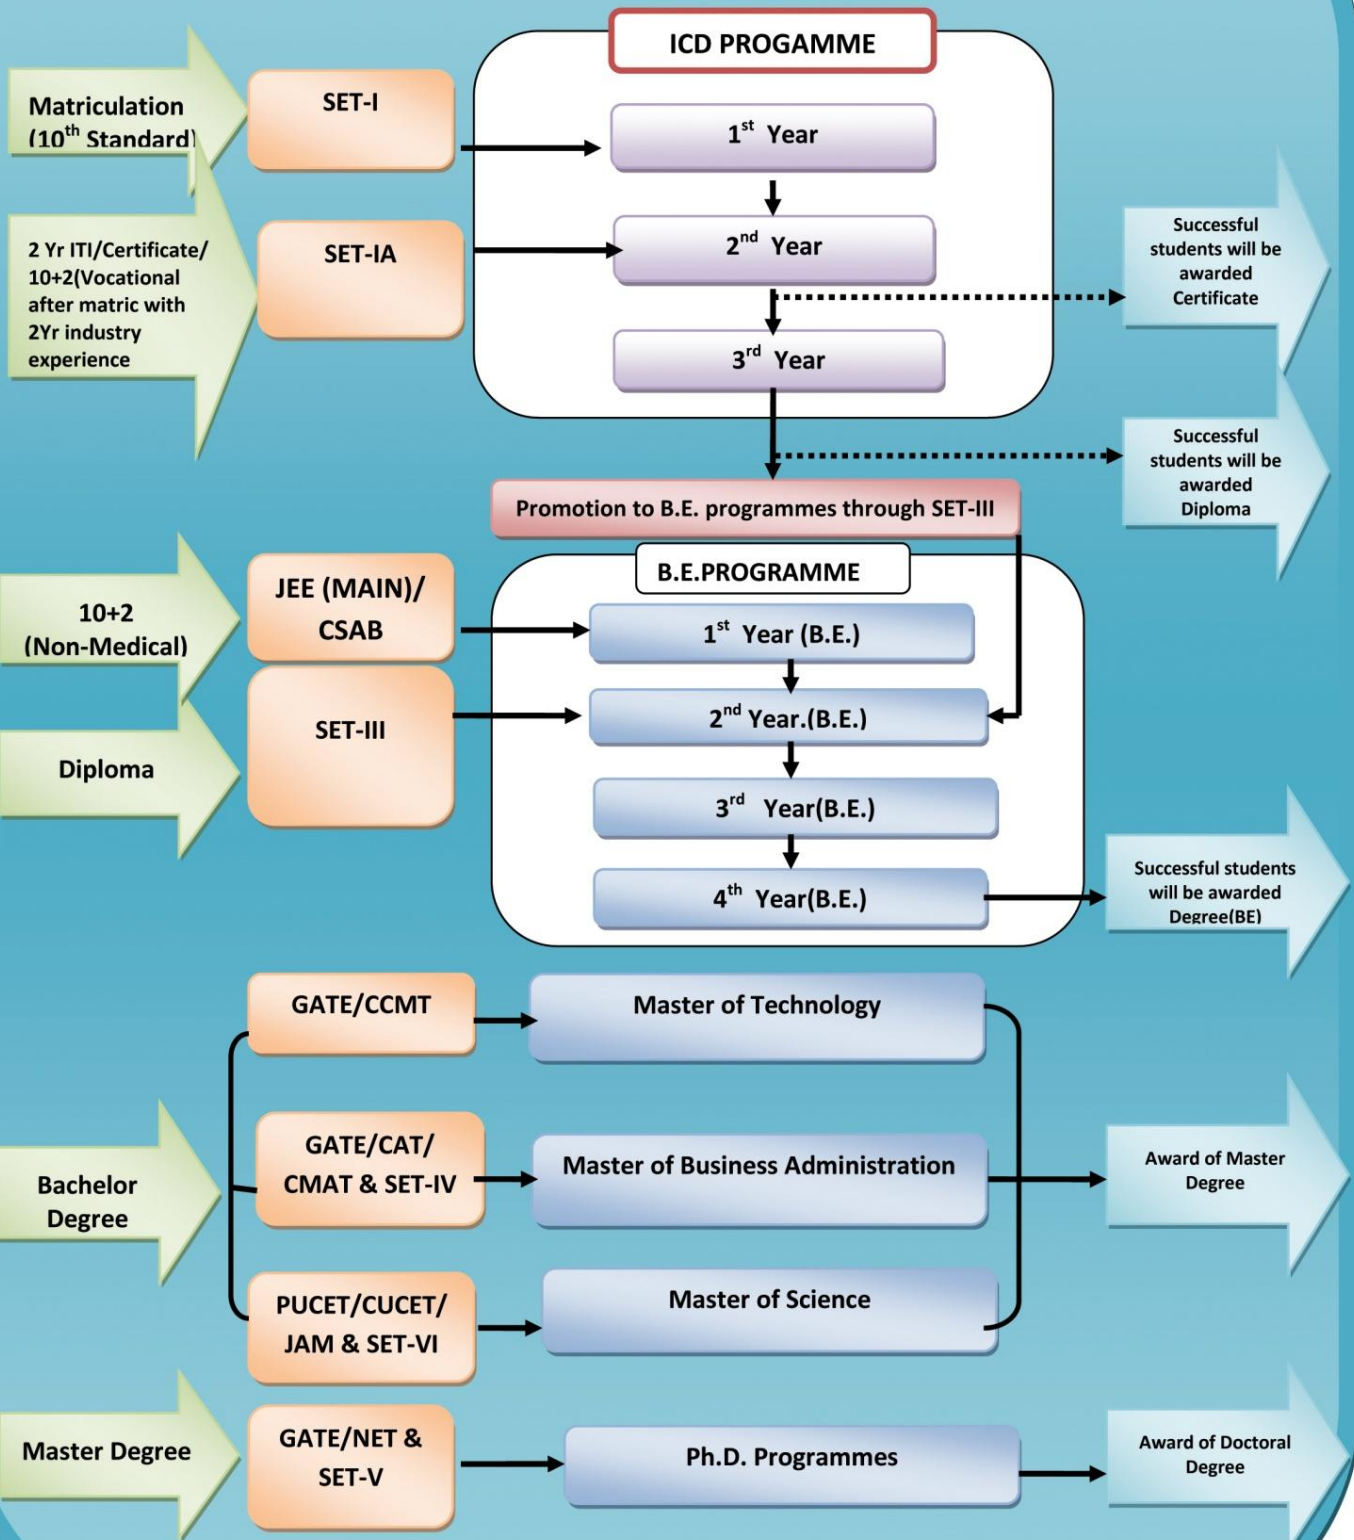 ICD PROGAMME
Matriculation
(10th Standard)
SET-I
1st Year
2 Yr ITI/Certificate/
10+2(Vocational
after matric with
2Yr industry
experience
SET-IA
2nd Year
Successful
students will be
awarded
Certificate
3rd Year
Successful
students will be
awarded
Diploma
Promotion to B.E. programmes through SET-III
B.E.PROGRAMME
10+2
(Non-Medical)
JEE (MAIN)/
CSAB
1st Year (B.E.)
Diploma
SET-III
2nd Year.(B.E.)
3rd Year(B.E.)
4th Year(B.E.)
Successful students
will be awarded
Degree(BE)
Bachelor
Degree
GATE/CCMT
Master of Technology
GATE/CAT/
CMAT & SET-IV
Master of Business Administration
PUCET/CUCET/
JAM & SET-VI
Master of Science
Award of Master
Degree
Master Degree
GATE/NET &
SET-V
Ph.D. Programmes
Award of Doctoral
Degree